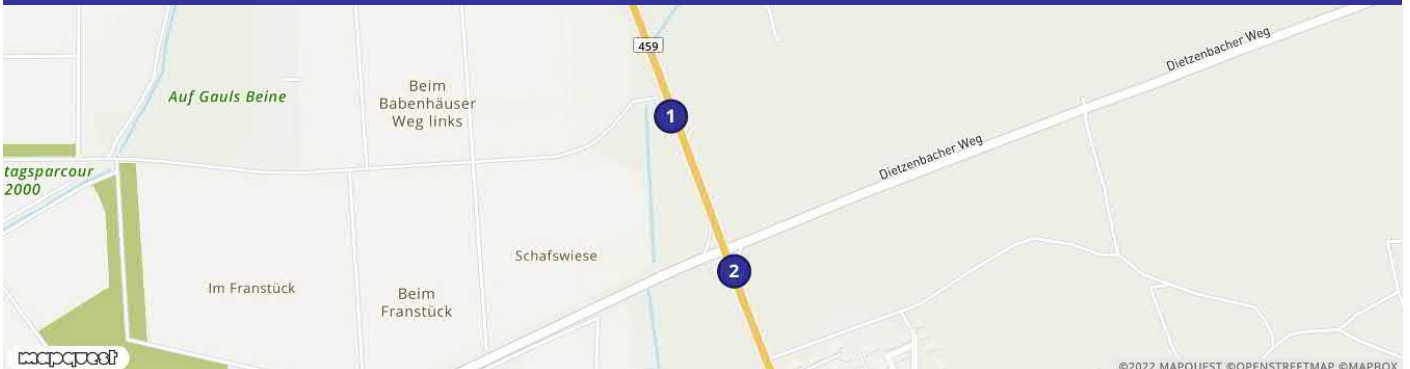 459
Dietzenbacher Weg
Auf Gauls Beine
Beim
Babenhäuser
Weg links
1
Dietzenbacher Weg
tagsparcour
2000
Schafswiese
2
Im Franstück
Beim
Franstück
mapquest
©2022 MAPQUEST ©OPENSTREETMAP ©MAPBOX